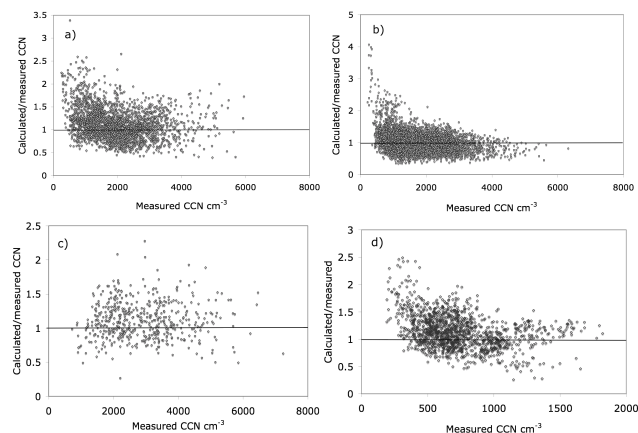 a)
Calculated/measured CCN
3.5
3
2.5
2
1.5
1
0.5
0
0 2000 4000 6000 8000
Measured CCN cm-3
b)
Calculated/measured CCN
5
4
3
2
1
0
0 2000 4000 6000 8000
Measured CCN cm-3
c)
Calculated/measured CCN
2.5
2
1.5
1
0.5
0
0 2000 4000 6000 8000
Measured CCN cm-3
d)
Calculated/measured
3
2.5
2
1.5
1
0.5
0
0 500 1000 1500 2000
Measured CCN cm-3